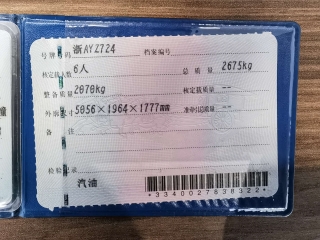 号牌号码 浙AYZ724 档案编号
核定载人数 6人 总质量 2675kg
整备质量 2070kg 核定载质量 --
外廓尺寸 5056×1964×1777mm 准牵引总质量 --
备注
检验记录
汽油
*3340027638322*